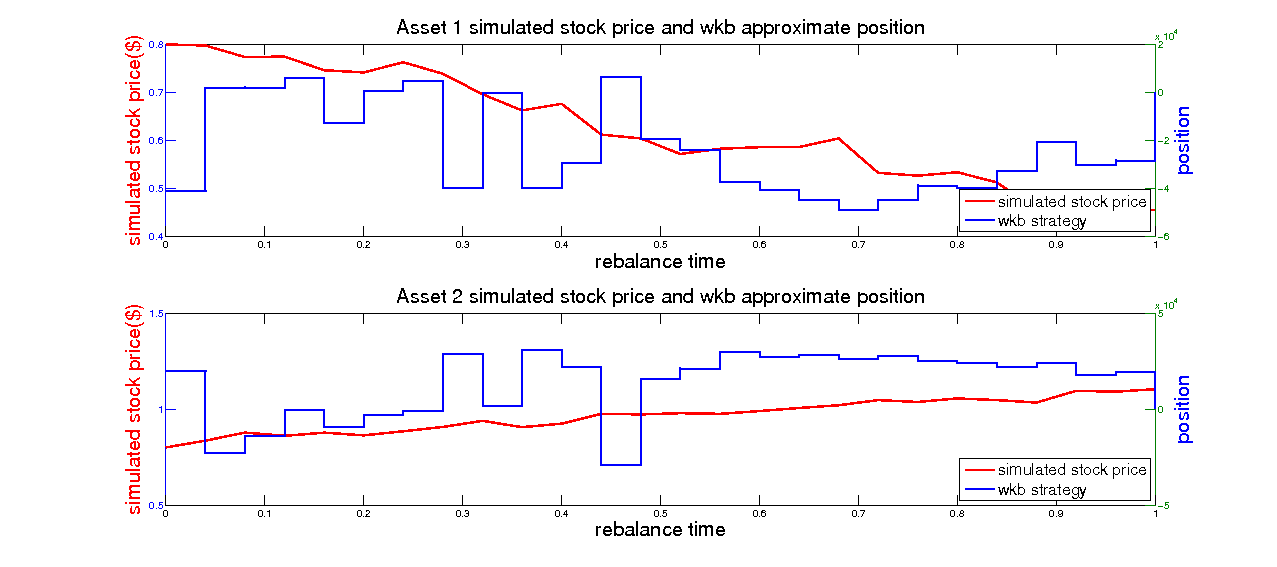 Asset 1 simulated stock price and wkb approximate position
x 10^4
0.8
0.7
0.6
0.5
0.4
simulated stock price($)
2
0
-2
-4
-6
position
simulated stock price
wkb strategy
0 0.1 0.2 0.3 0.4 0.5 0.6 0.7 0.8 0.9 1
rebalance time
Asset 2 simulated stock price and wkb approximate position
x 10^4
1.5
1
0.5
simulated stock price($)
5
0
-5
position
simulated stock price
wkb strategy
0 0.1 0.2 0.3 0.4 0.5 0.6 0.7 0.8 0.9 1
rebalance time